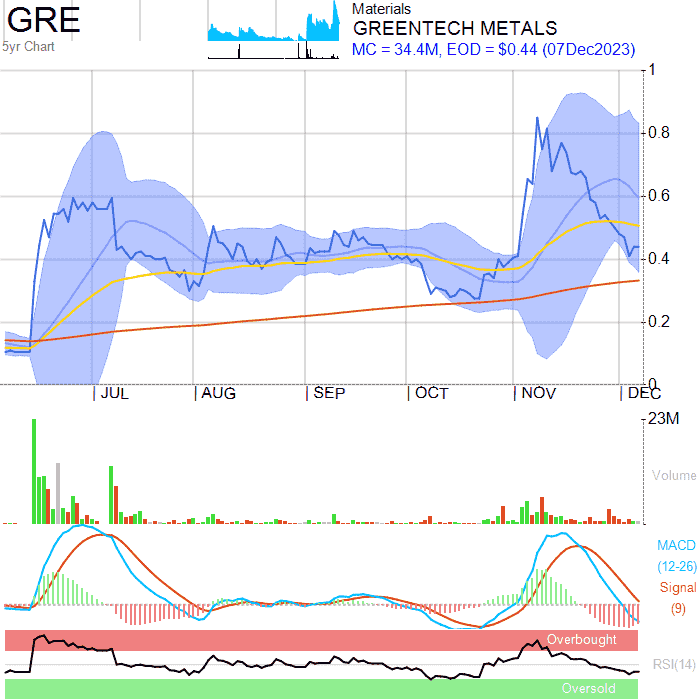 GRE
5yr Chart
Materials
GREENTECH METALS
MC = 34.4M, EOD = $0.44 (07Dec2023)
1
0.8
0.6
0.4
0.2
0
JUL AUG SEP OCT NOV DEC
23M
Volume
MACD
(12-26)
Signal
(9)
Overbought
RSI(14)
Oversold